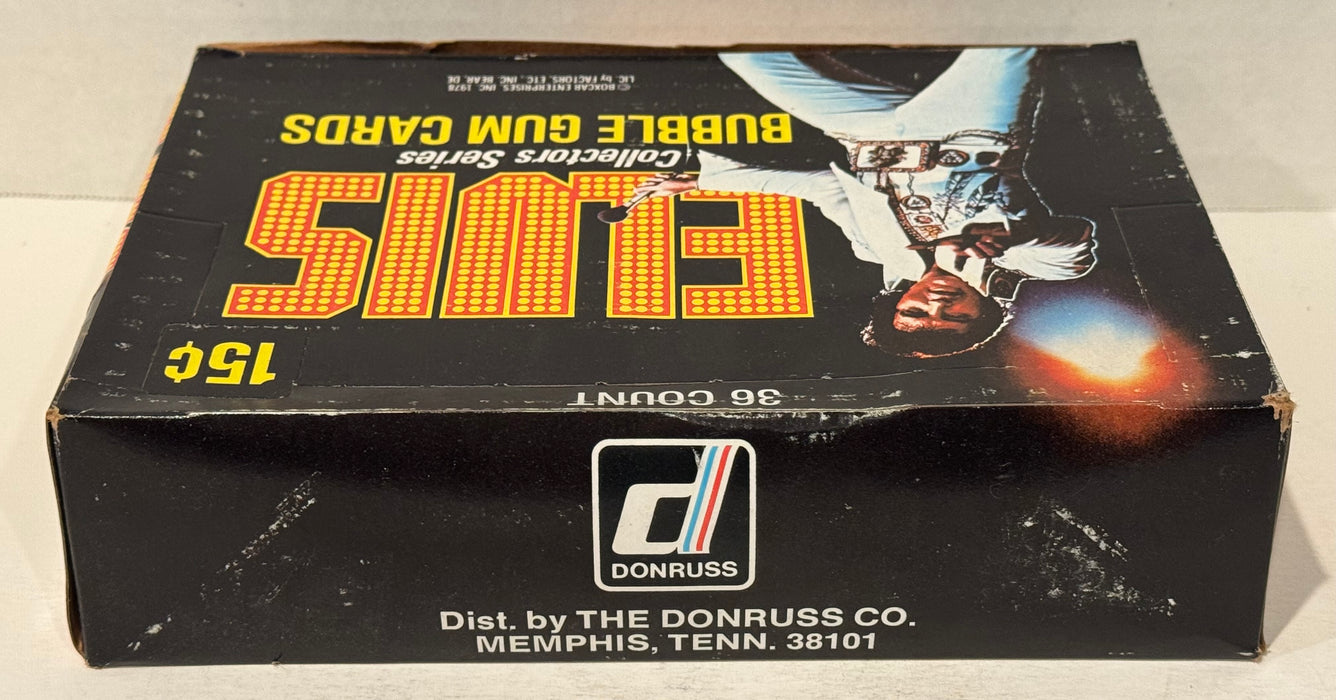 © BOXCAR ENTERPRISES, INC 1978
LIC. by FACTORS, ETC. INC. BEAR, DE
BUBBLE GUM CARDS
Collectors Series
ELVIS
15¢
36 COUNT
d
DONRUSS
Dist. by THE DONRUSS CO.
MEMPHIS, TENN. 38101